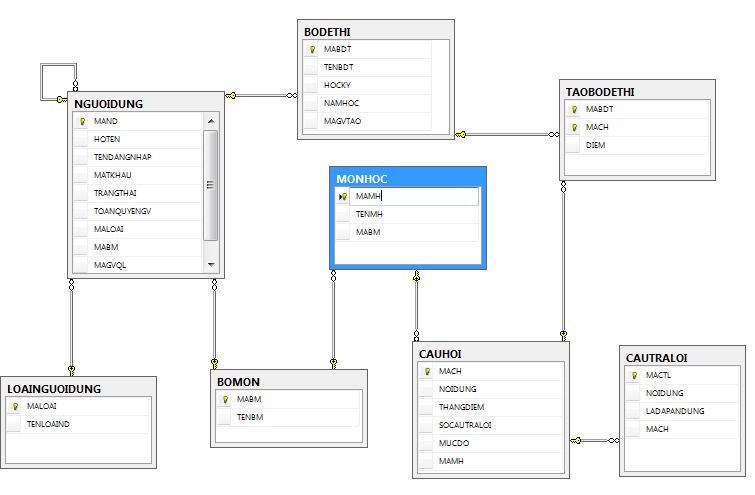 BODETHI
MABDT
TENBDT
HOCKY
NAMHOC
MAGVTAO
NGUOIDUNG
MAND
HOTEN
TENDANGNHAP
MATKHAU
TRANGTHAI
TOANQUYENGV
MALOAI
MABM
MAGVQL
TAOBODETHI
MABDT
MACH
DIEM
MONHOC
MAMH
TENMH
MABM
LOAINGUOIDUNG
MALOAI
TENLOAIND
BOMON
MABM
TENBM
CAUHOI
MACH
NOIDUNG
THANGDIEM
SOCAUTRALOI
MUCDO
MAMH
CAUTRALOI
MACTL
NOIDUNG
LADAPANDUNG
MACH